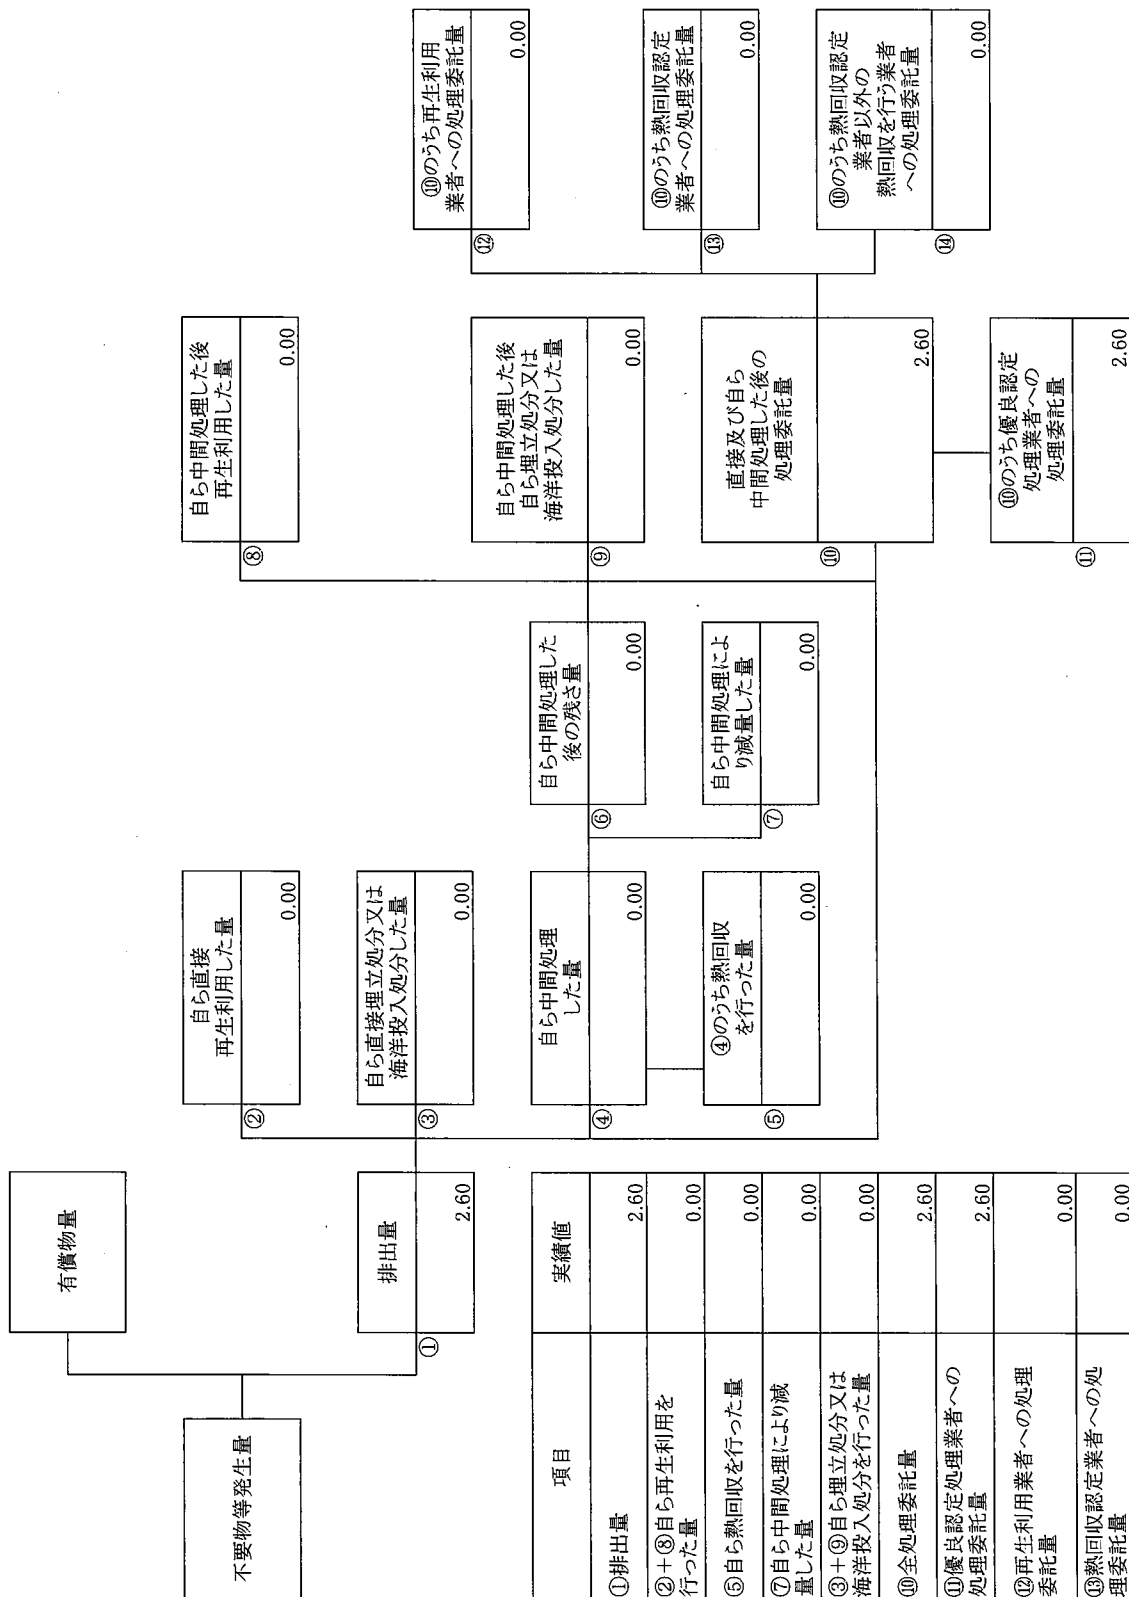 不要物等発生量
有償物量
排出量
①
2.60
自ら直接
再生利用した量
②
0.00
自ら直接埋立処分又は
海洋投入処分した量
③
0.00
自ら中間処理
した量
④
0.00
④のうち熱回収
を行った量
⑤
0.00
自ら中間処理した
後の残さ量
⑥
0.00
自ら中間処理によ
り減量した量
⑦
0.00
自ら中間処理した後
再生利用した量
⑧
0.00
自ら中間処理した後
自ら埋立処分又は
海洋投入処分した量
⑨
0.00
直接及び自ら
中間処理した後の
処理委託量
⑩
2.60
⑩のうち優良認定
処理業者への
処理委託量
⑪
2.60
⑩のうち再生利用
業者への処理委託量
⑫
0.00
⑩のうち熱回収認定
業者への処理委託量
⑬
0.00
⑩のうち熱回収認定
業者以外の
熱回収を行う業者
への処理委託量
⑭
0.00
項目 実績値
①排出量 2.60
②+⑧自ら再生利用を
行った量 0.00
⑤自ら熱回収を行った量 0.00
⑦自ら中間処理により減
量した量 0.00
③+⑨自ら埋立処分又は
海洋投入処分を行った量 0.00
⑩全処理委託量 2.60
⑪優良認定処理業者への
処理委託量 2.60
⑫再生利用業者への処理
委託量 0.00
⑬熱回収認定業者への処
理委託量 0.00